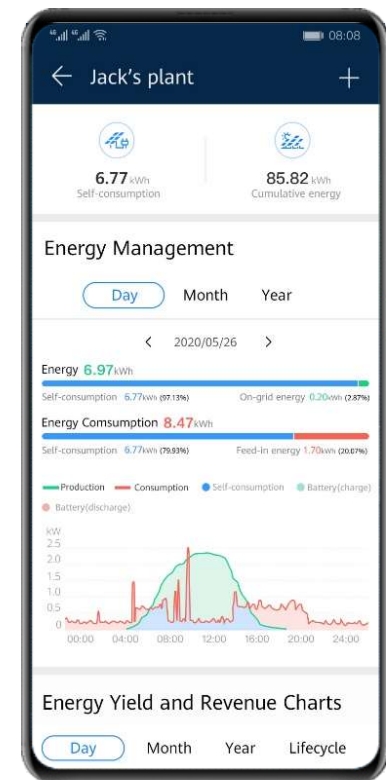 4G 4G 08:08
Jack's plant
6.77 kWh 85.82 kWh
Self-consumption Cumulative energy
Energy Management
Day Month Year
2020/05/26
Energy 6.97kWh
Self-consumption 6.77kWh (97.13%) On-grid energy 0.20kWh (2.87%)
Energy Comsumption 8.47kWh
Self-consumption 6.77kWh (79.93%) Feed-in energy 1.70kWh (20.07%)
Production Consumption Self-consumption Battery(charge)
Battery(discharge)
kW
2.5
2.0
1.5
1.0
0.5
0
00:00 04:00 08:00 12:00 16:00 20:00 24:00
Energy Yield and Revenue Charts
Day Month Year Lifecycle